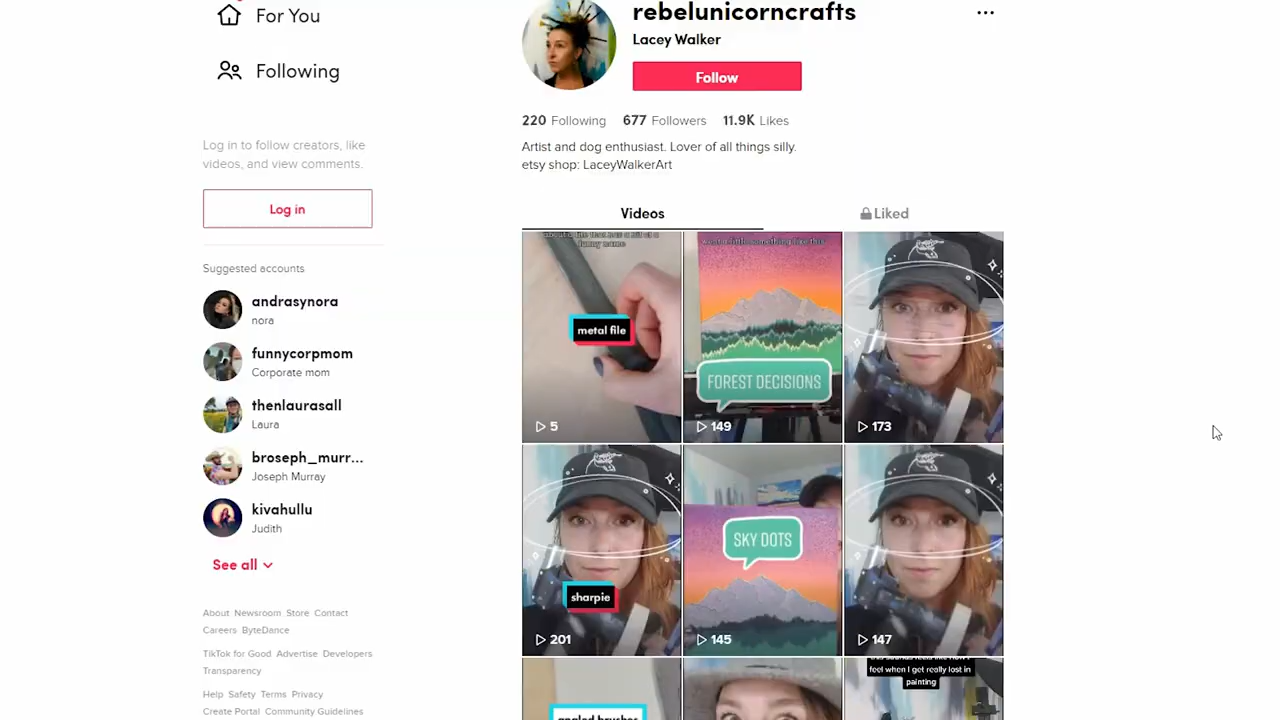 For You
Following
Log in to follow creators, like
videos, and view comments.
Log in
Suggested accounts
andrasynora
nora
funnycorpmom
Corporate mom
thenlaurasall
Laura
broseph_murr...
Joseph Murray
kivahullu
Judith
See all
About Newsroom Store Contact
Careers ByteDance
TikTok for Good Advertise Developers
Transparency
Help Safety Terms Privacy
Create Portal Community Guidelines
rebelunicorncrafts
Lacey Walker
Follow
220 Following 677 Followers 11.9K Likes
Artist and dog enthusiast. Lover of all things silly.
etsy shop: LaceyWalkerArt
Videos
Liked
funny name
metal file
5
FOREST DECISIONS
149
173
sharpie
201
SKY DOTS
145
147
angled brushes
feel when I get really lost in
painting